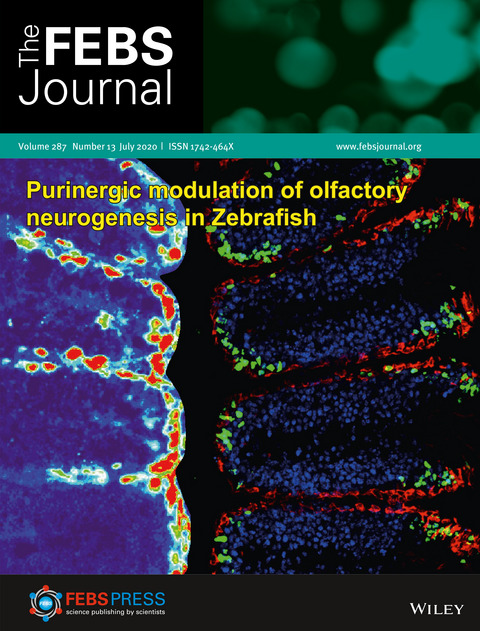 The FEBS
Journal
Volume 287 Number 13 July 2020 | ISSN 1742-464X
www.febsjournal.org
Purinergic modulation of olfactory
neurogenesis in Zebrafish
FEBS
FEBSPRESS
science publishing by scientists
WILEY